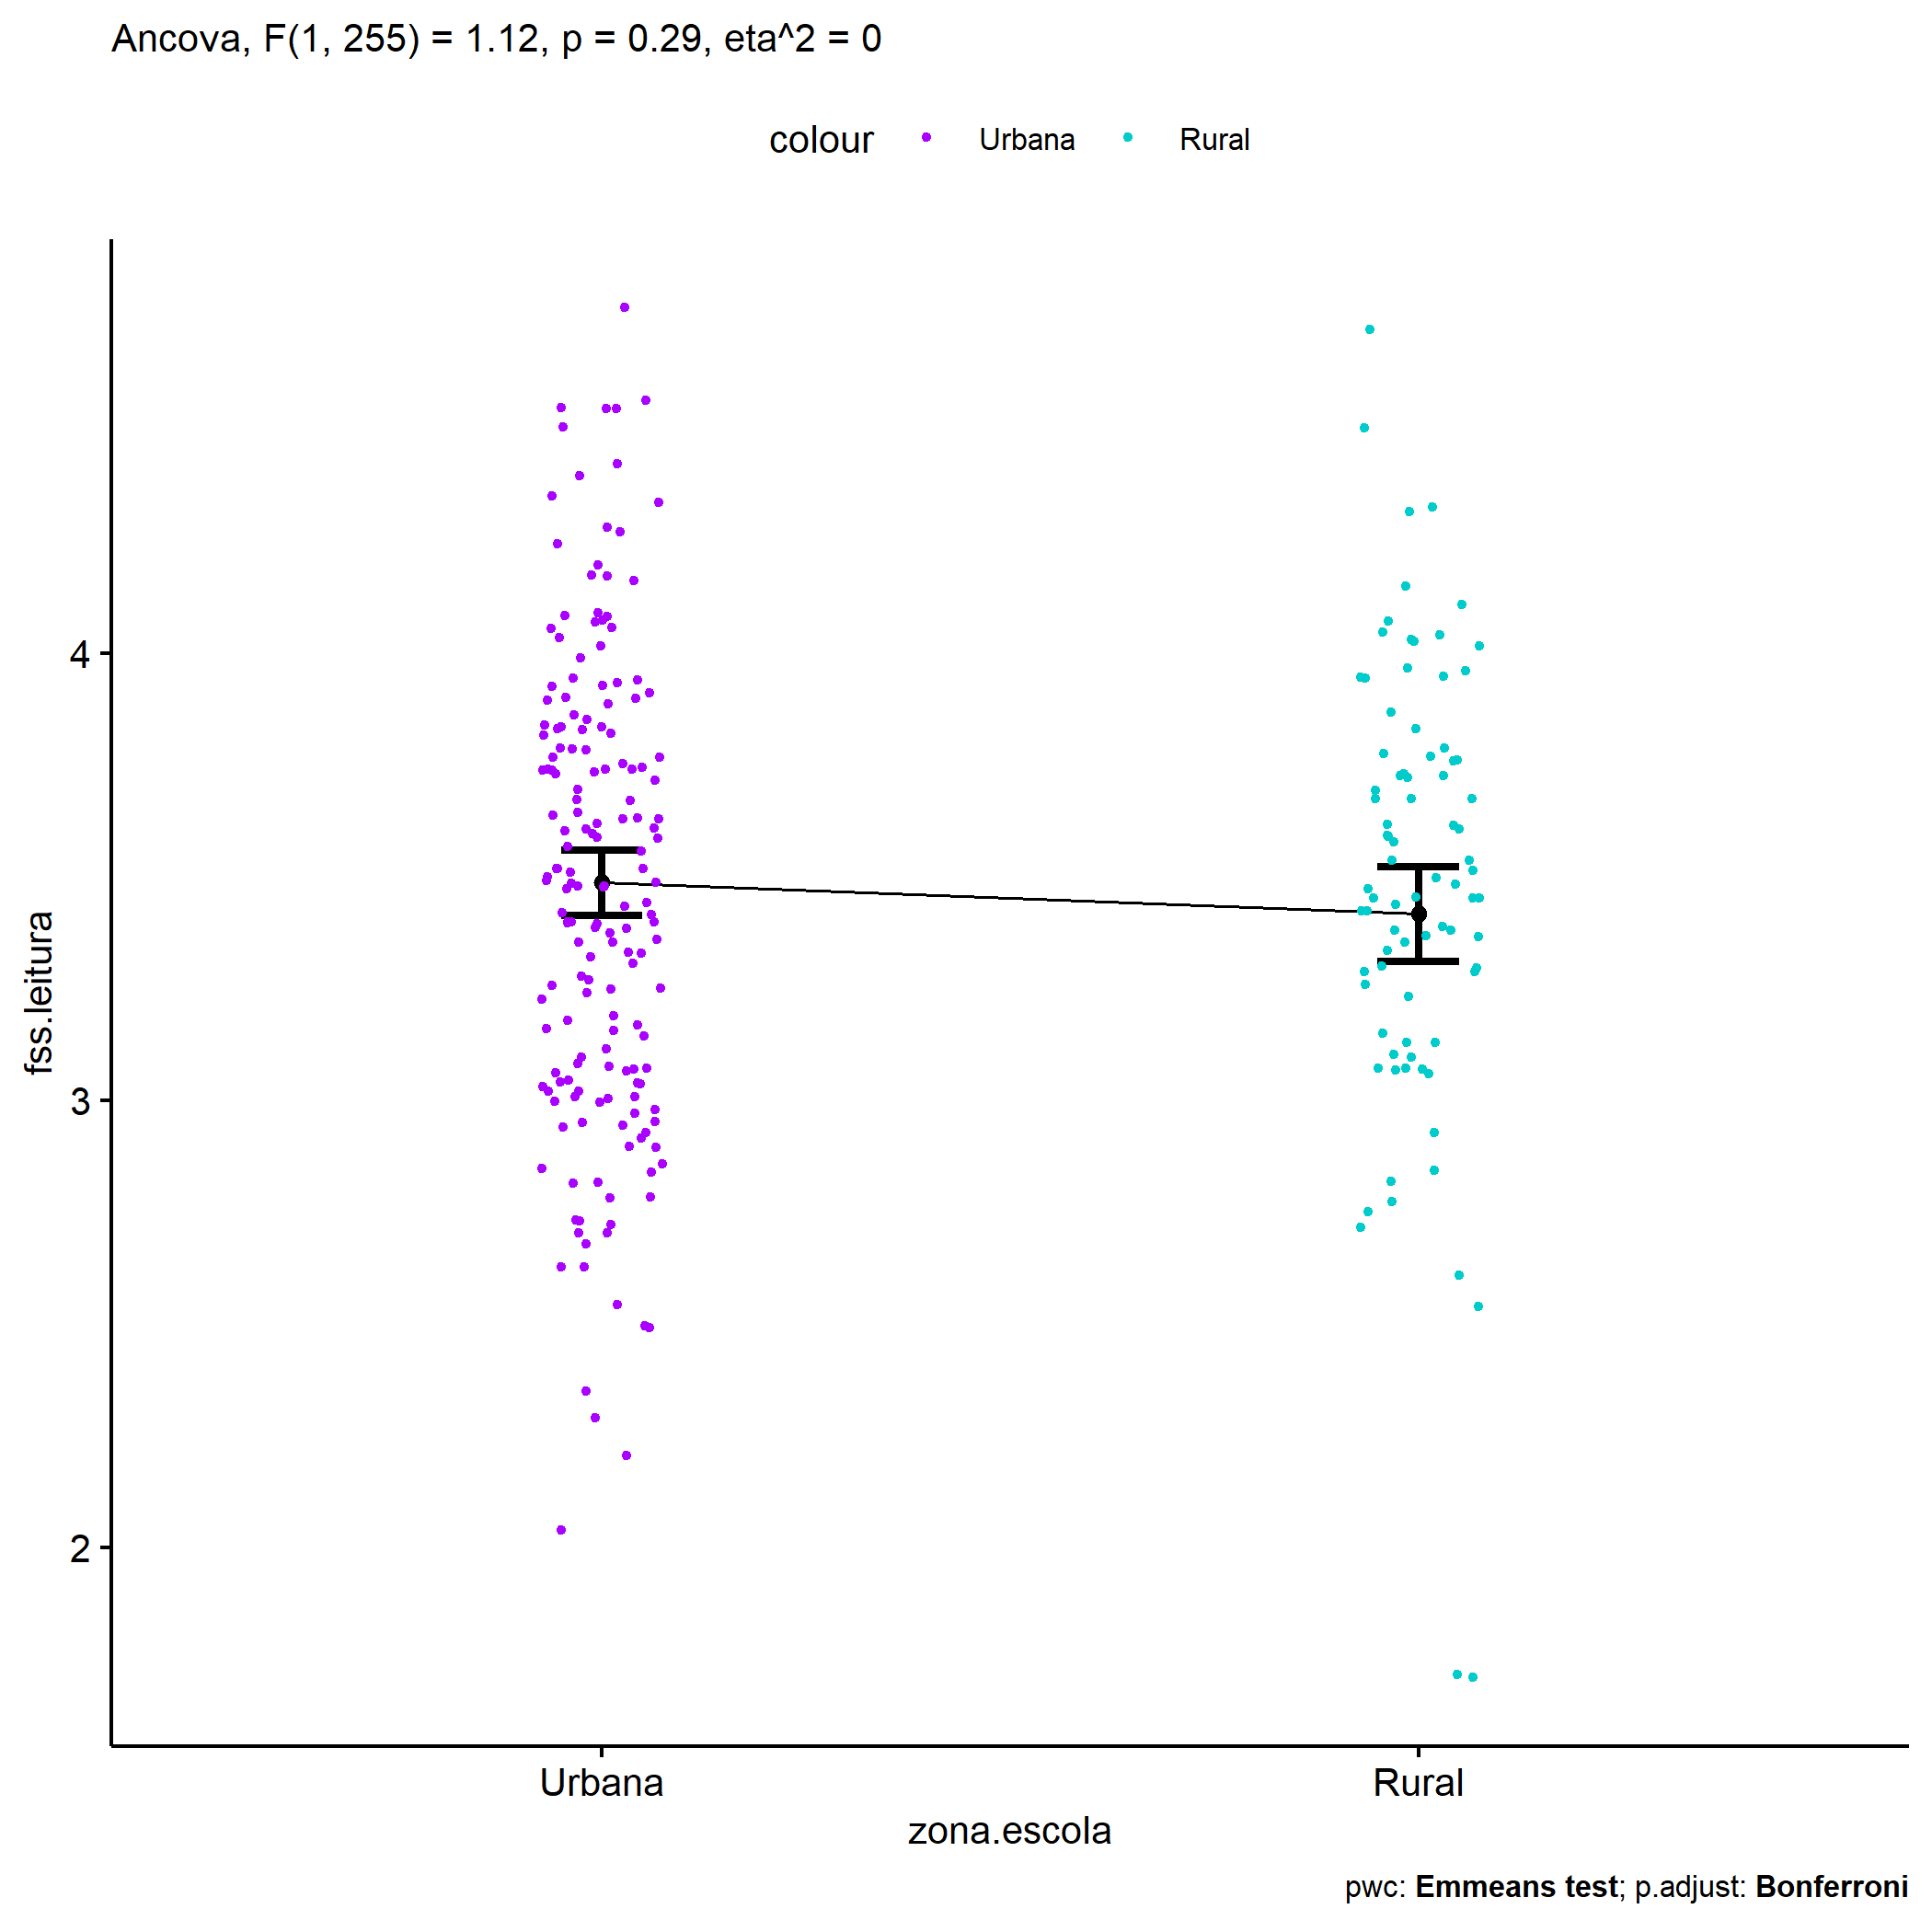 Ancova, F(1, 255) = 1.12, p = 0.29, eta^2 = 0
colour Urbana Rural
4
3
2
fss.leitura
Urbana Rural
zona.escola
pwc: Emmeans test; p.adjust: Bonferroni